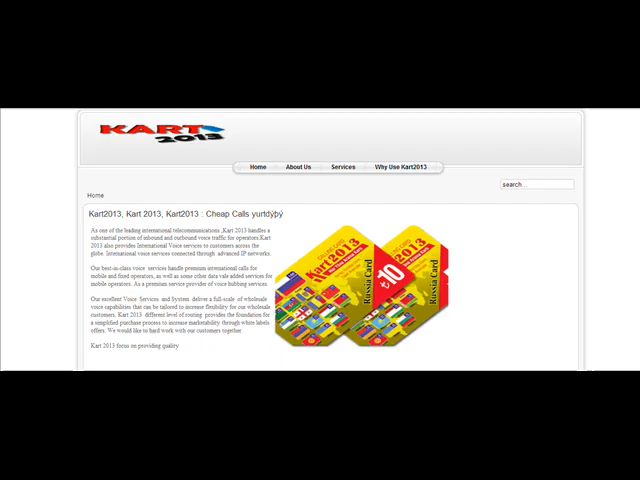 KART
2013
Home About Us Services Why Use Kart2013
search...
Home
Kart2013, Kart 2013, Kart2013 : Cheap Calls yurtdýþý
As one of the leading international telecommunications ,Kart 2013 handles a
substantial portion of inbound and outbound voice traffic for operators.Kart
2013 also provides International Voice services to customers across the
globe. International voice services connected through advanced IP networks.
Our best-in-class voice services handle premium international calls for
mobile and fixed operators, as well as some other data vale added services for
mobile operators. As a premium service provider of voice full-hubbing services.
Our excellent Voice Services and System deliver a full-scale of wholesale
voice capabilities that can be tailored to increase flexibility for our wholesale
customers. Kart 2013 different level of routing provides the foundation for
a simplified purchase process to increase marketability through white labels
offers. We would like to hard work with our customers together.
Kart 2013 focus on providing quality
Kart2013
10
Russia Card
2013
Russia Card